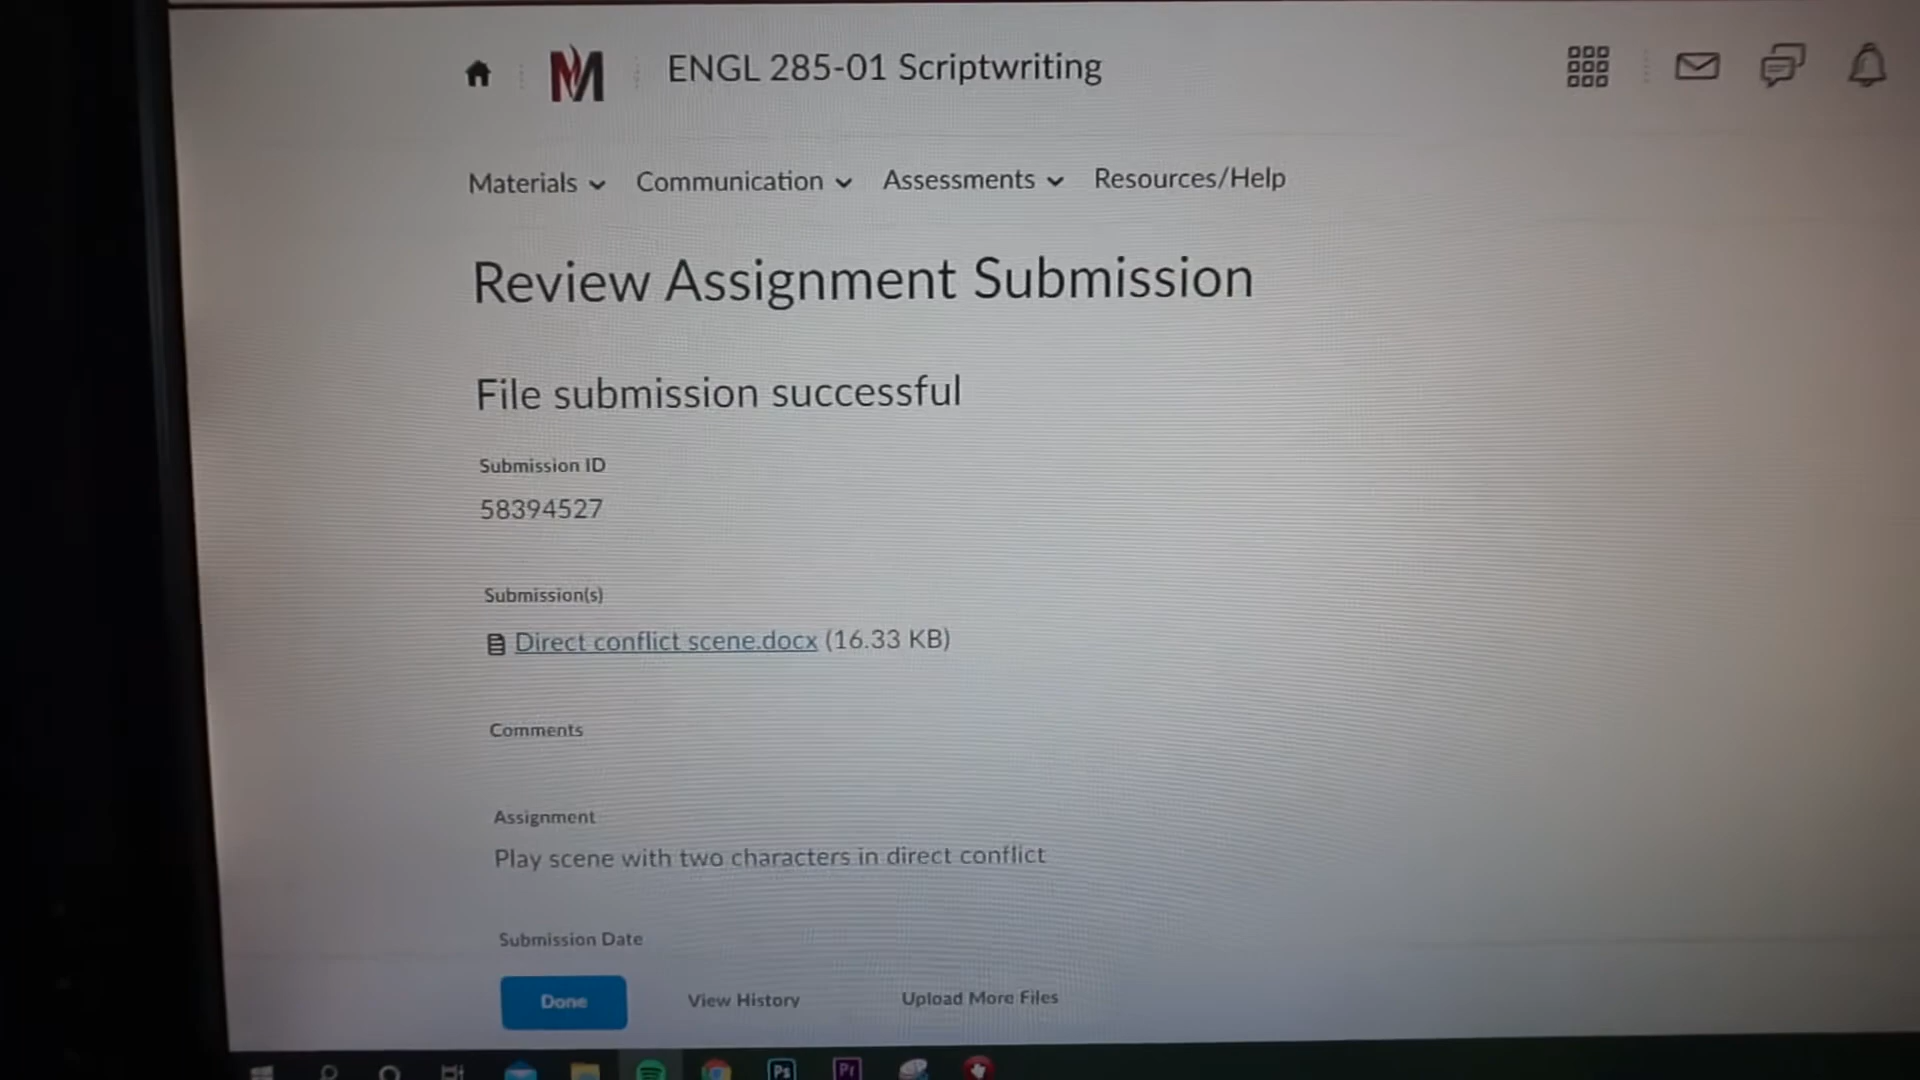 M ENGL 285-01 Scriptwriting
Materials Communication Assessments Resources/Help
Review Assignment Submission
File submission successful
Submission ID
58394527
Submission(s)
Direct conflict scene.docx (16.33 KB)
Comments
Assignment
Play scene with two characters in direct conflict
Submission Date
Done View History Upload More Files
Ps Pr